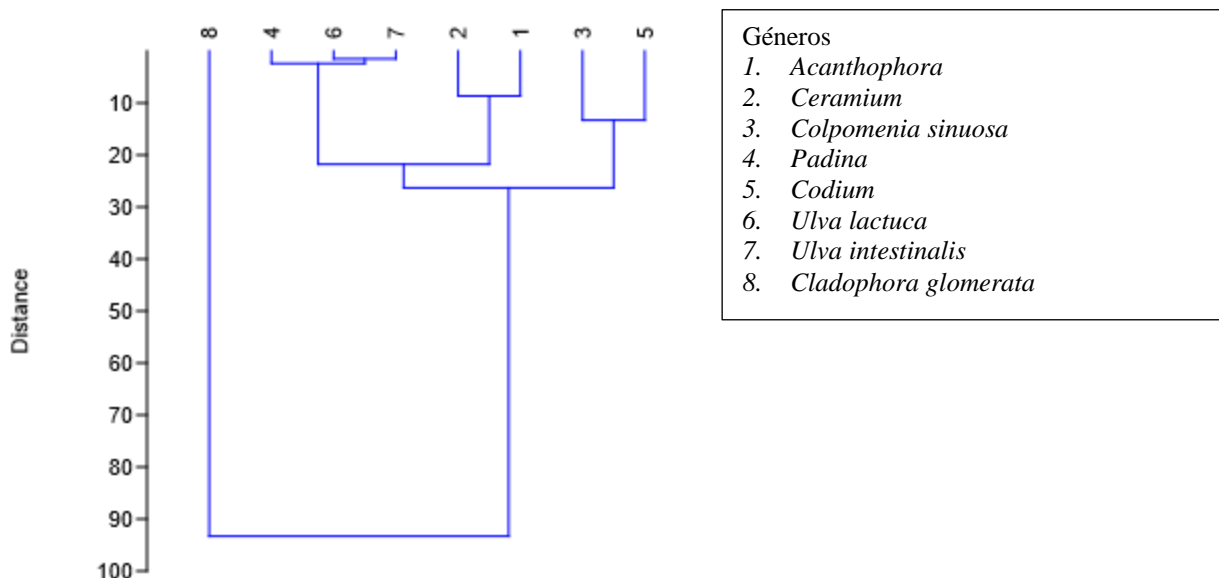 8 4 6 7 2 1 3 5
10
20
30
40
50
60
70
80
90
100
Distance
Géneros
1. Acanthophora
2. Ceramium
3. Colpomenia sinuosa
4. Padina
5. Codium
6. Ulva lactuca
7. Ulva intestinalis
8. Cladophora glomerata